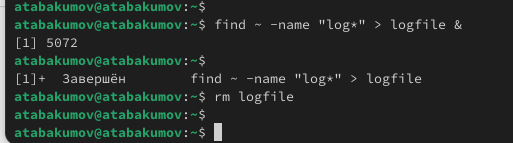 atabakumov@atabakumov:~$
atabakumov@atabakumov:~$ find ~ -name "log*" > logfile &
[1] 5072
atabakumov@atabakumov:~$
[1]+  Завершён        find ~ -name "log*" > logfile
atabakumov@atabakumov:~$ rm logfile
atabakumov@atabakumov:~$
atabakumov@atabakumov:~$